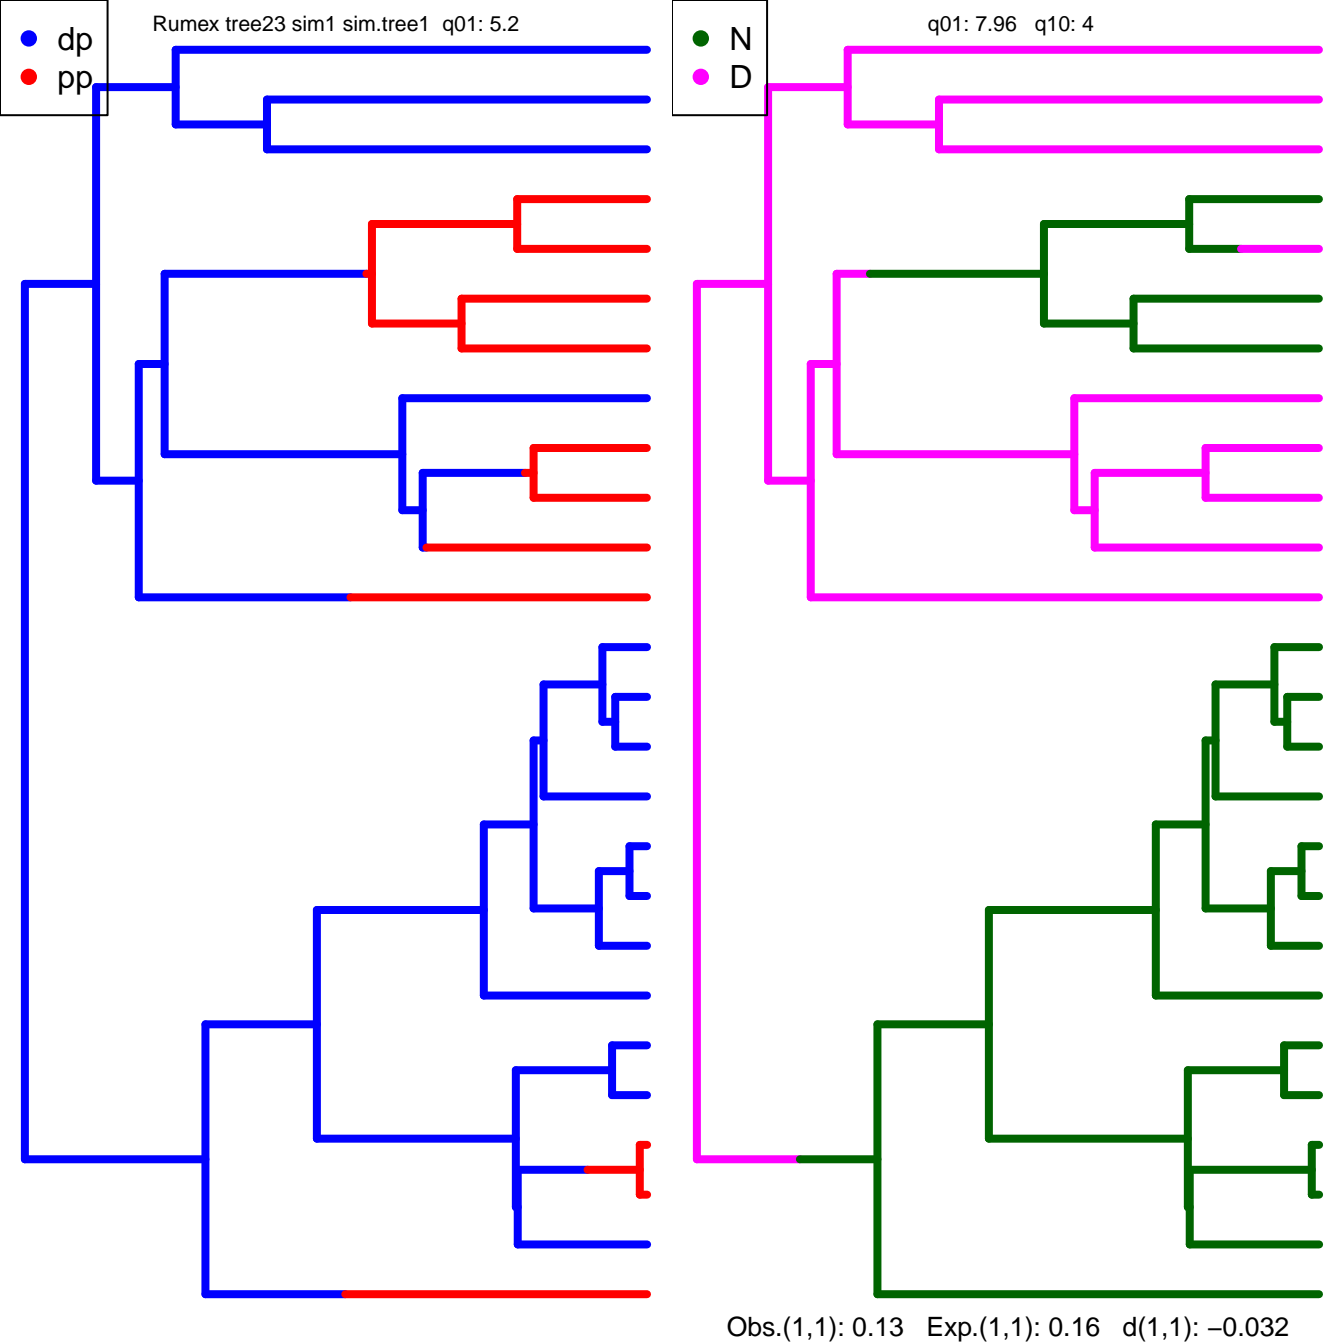 Rumex tree23 sim1 sim.tree1 q01: 5.2
dp
pp
q01: 7.96 q10: 4
N
D
Obs.(1,1): 0.13 Exp.(1,1): 0.16 d(1,1): −0.032